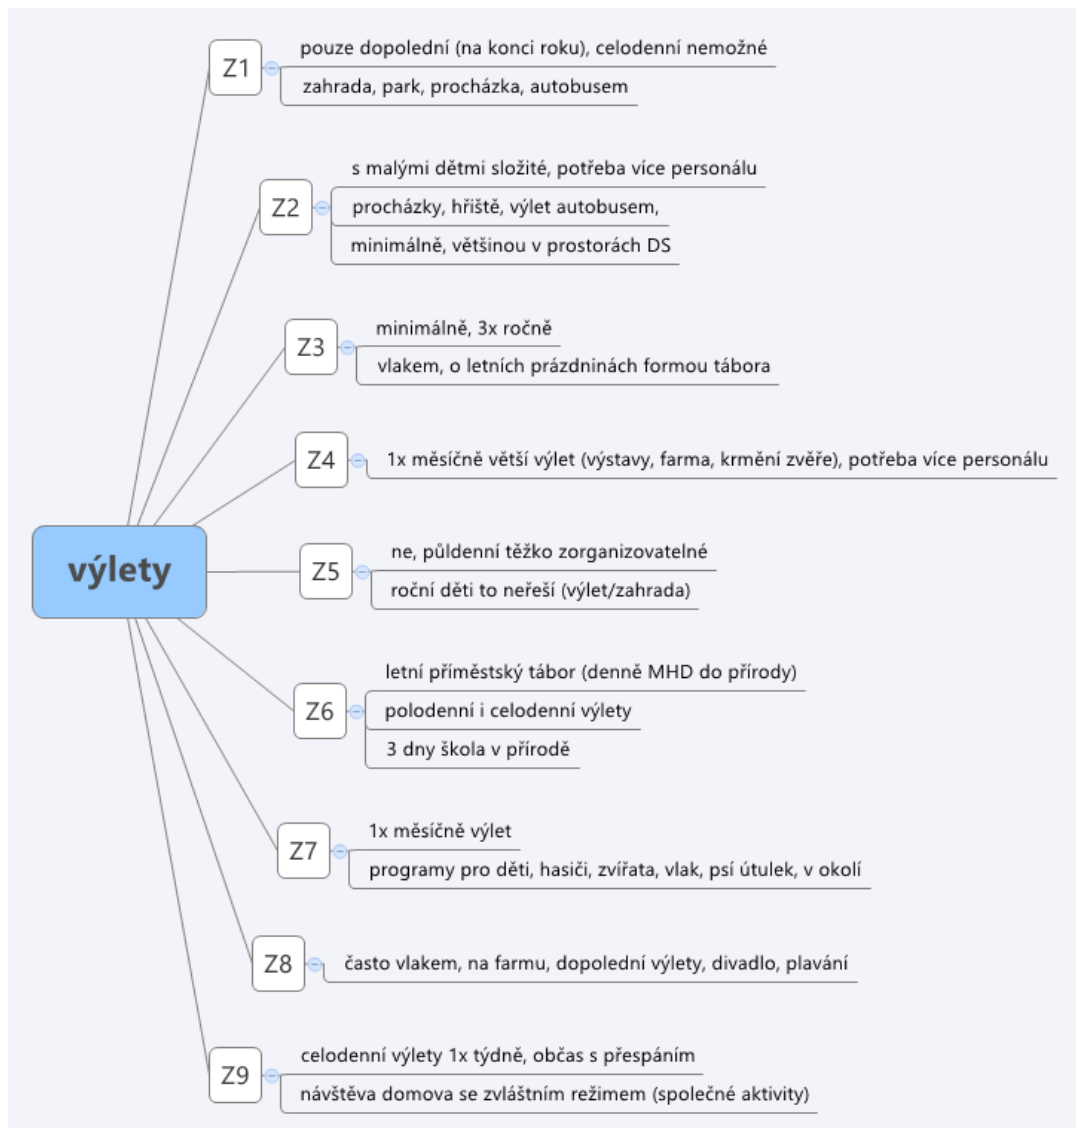 Z1
pouze dopolední (na konci roku), celodenní nemožné
zahrada, park, procházka, autobusem
Z2
s malými dětmi složité, potřeba více personálu
procházky, hřiště, výlet autobusem,
minimálně, většinou v prostorách DS
Z3
minimálně, 3x ročně
vlakem, o letních prázdninách formou tábora
Z4
1x měsíčně větší výlet (výstavy, farma, krmění zvěře), potřeba více personálu
výlety
Z5
ne, půldenní těžko zorganizovatelné
roční děti to neřeší (výlet/zahrada)
Z6
letní příměstský tábor (denně MHD do přírody)
polodenní i celodenní výlety
3 dny škola v přírodě
Z7
1x měsíčně výlet
programy pro děti, hasiči, zvířata, vlak, psí útulek, v okolí
Z8
často vlakem, na farmu, dopolední výlety, divadlo, plavání
Z9
celodenní výlety 1x týdně, občas s přespáním
návštěva domova se zvláštním režimem (společné aktivity)